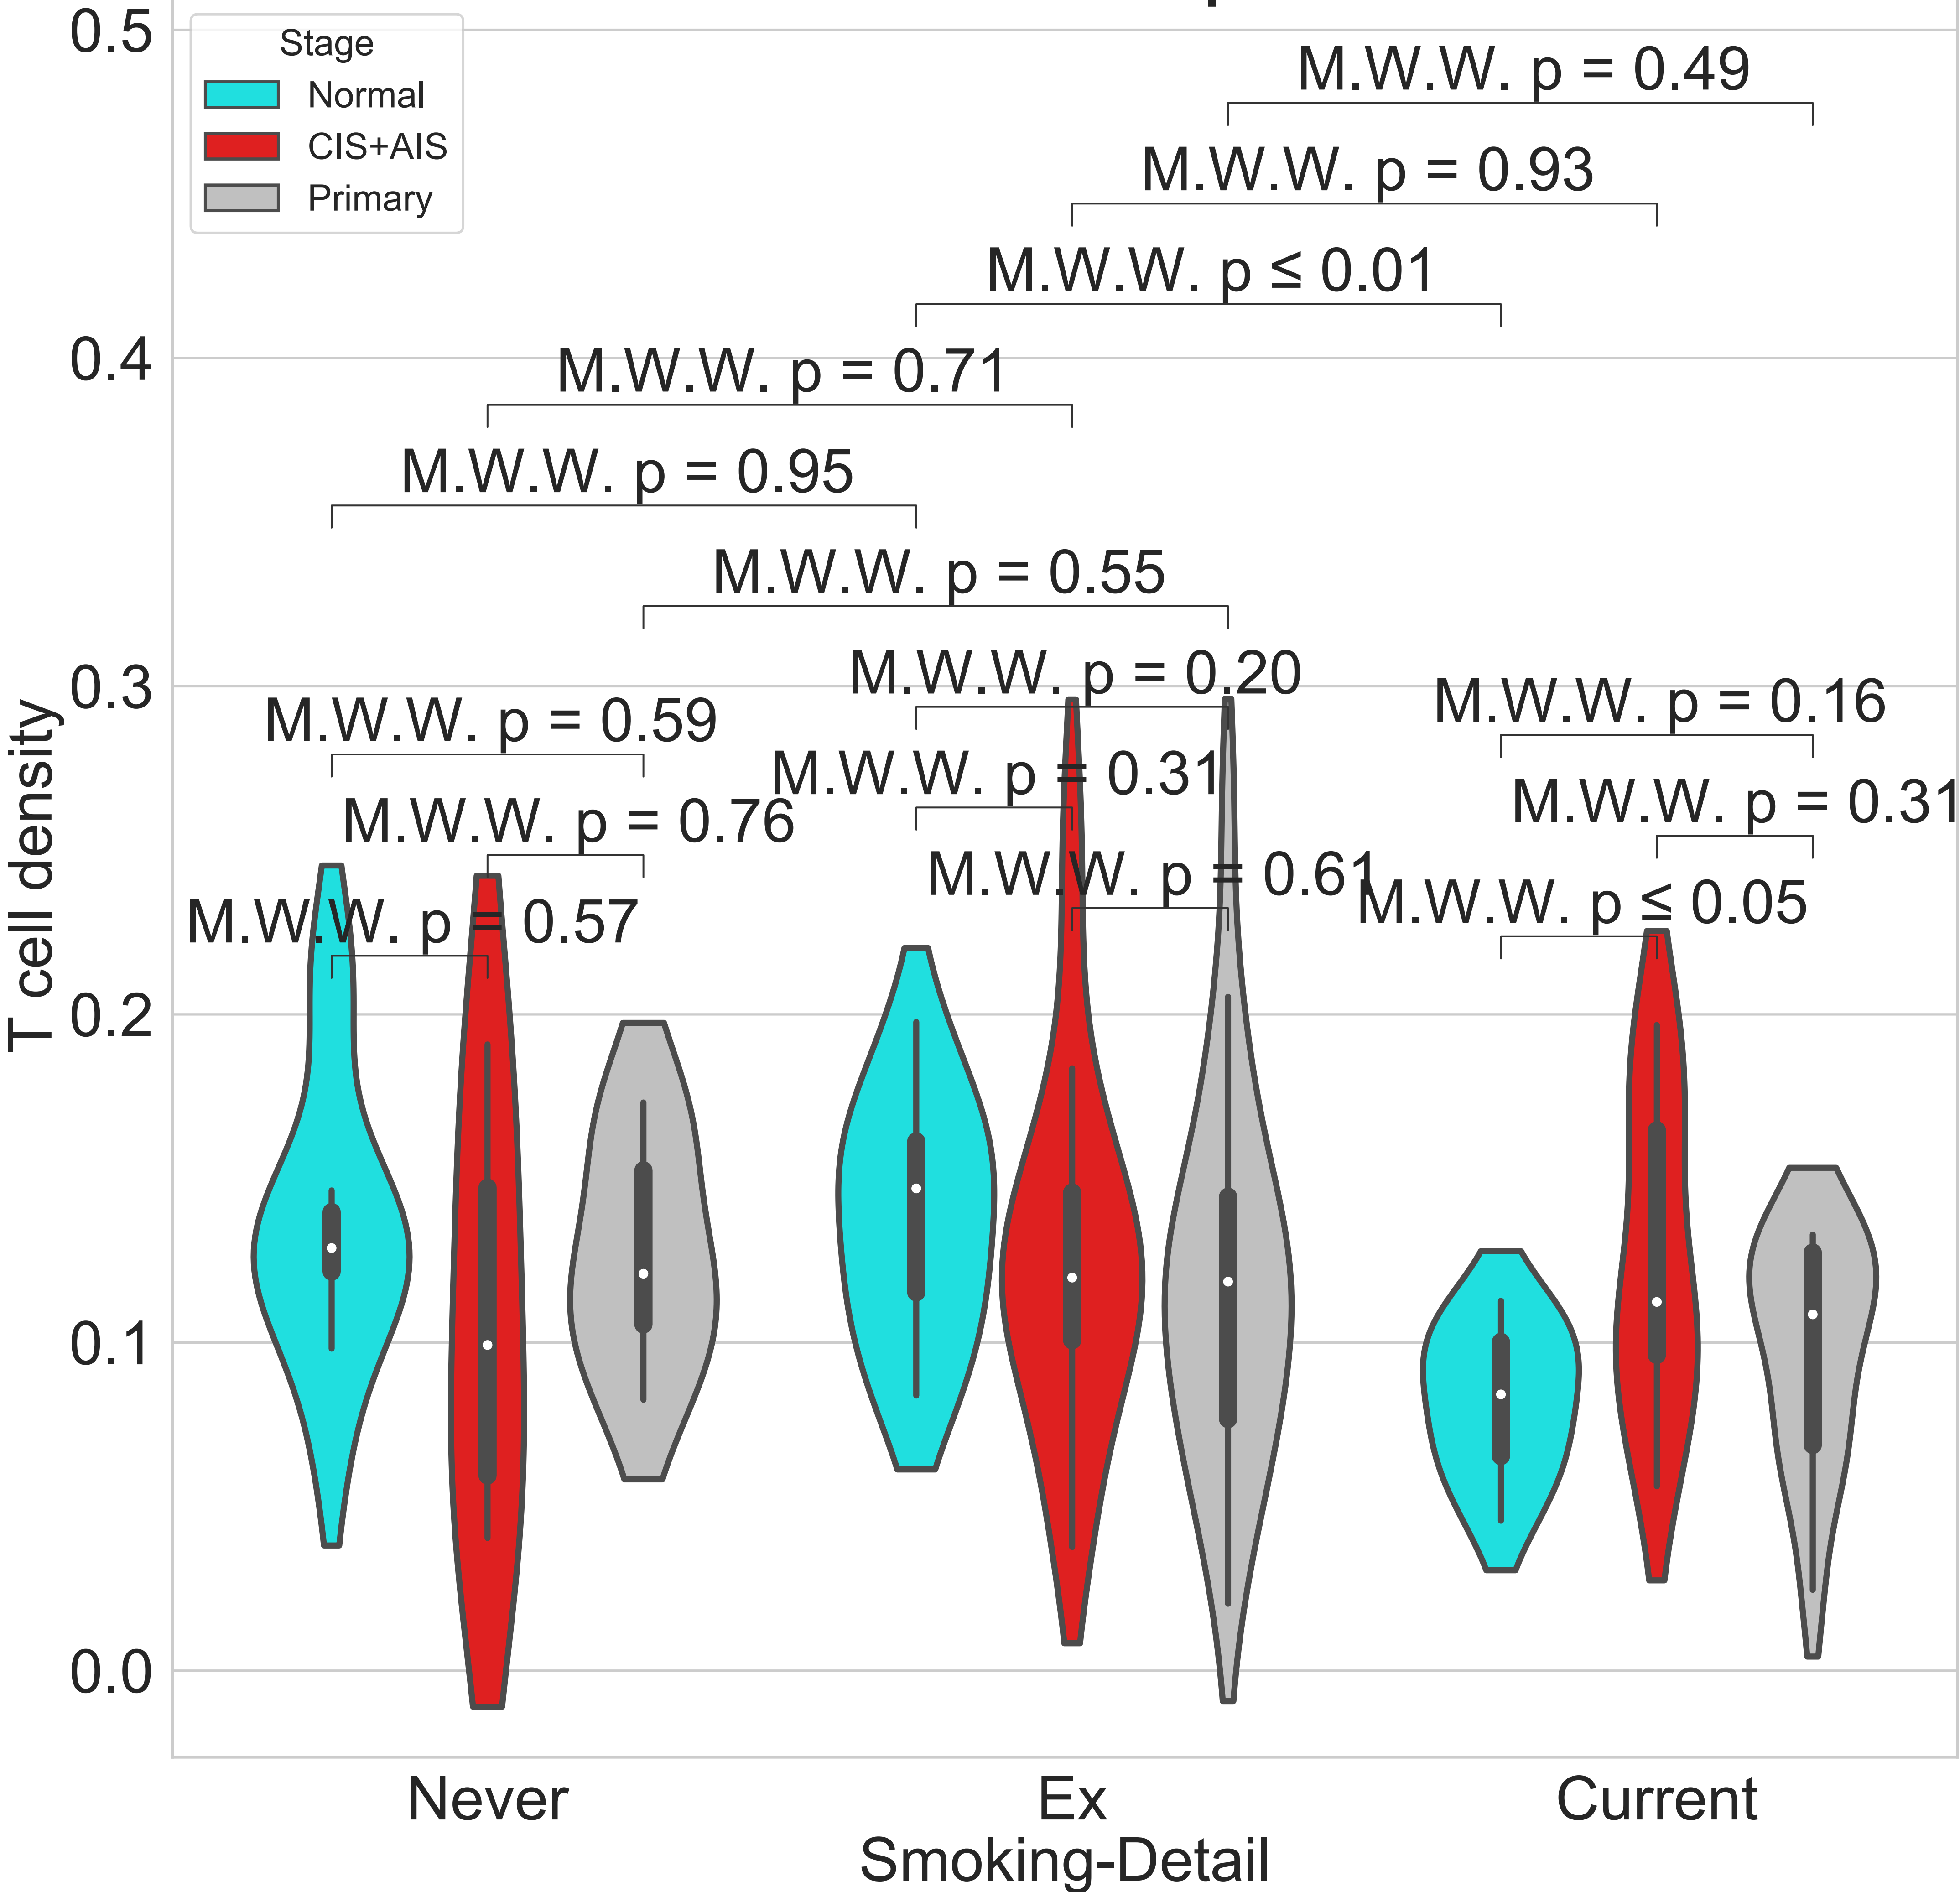 0.5
0.4
0.3
0.2
0.1
0.0
T cell density
Stage
Normal
CIS+AIS
Primary
M.W.W. p = 0.49
M.W.W. p = 0.93
M.W.W. p ≤ 0.01
M.W.W. p = 0.71
M.W.W. p = 0.95
M.W.W. p = 0.55
M.W.W. p = 0.20
M.W.W. p = 0.16
M.W.W. p = 0.59
M.W.W. p = 0.31
M.W.W. p = 0.31
M.W.W. p = 0.76
M.W.W. p = 0.61
M.W.W. p ≤ 0.05
M.W.W. p = 0.57
Never
Ex
Current
Smoking-Detail